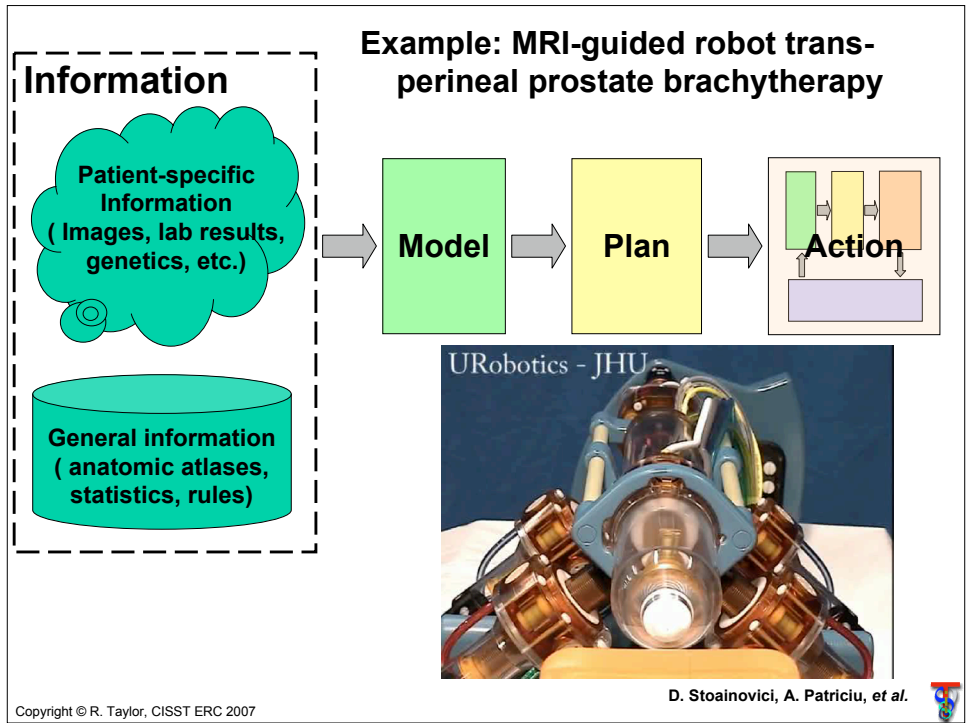 Example: MRI-guided robot trans-
perineal prostate brachytherapy
Information
Patient-specific
Information
( Images, lab results,
genetics, etc.)
Model
Plan
Action
General information
( anatomic atlases,
statistics, rules)
URobotics - JHU
D. Stoainovici, A. Patriciu, et al.
Copyright © R. Taylor, CISST ERC 2007